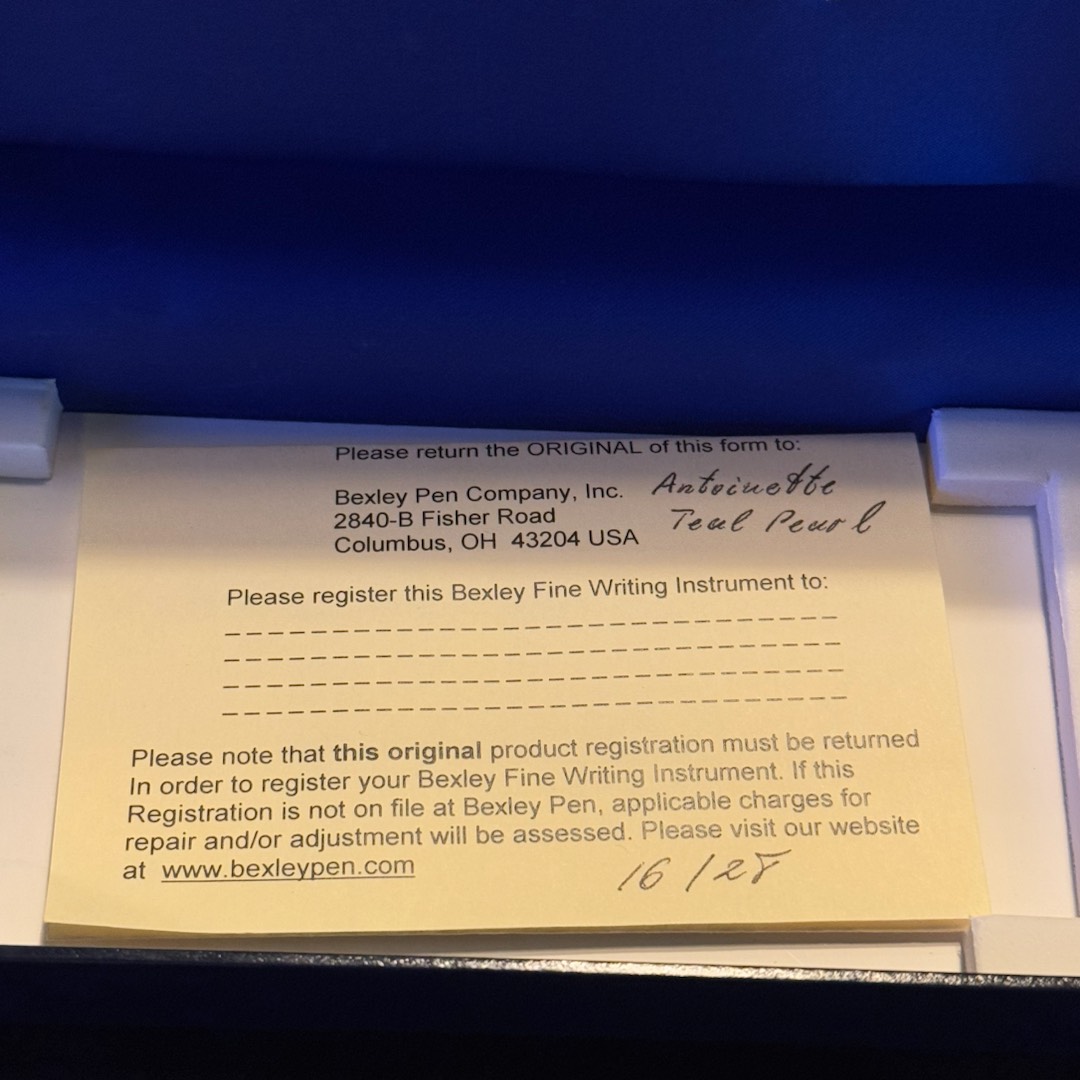 Please return the ORIGINAL of this form to:
Bexley Pen Company, Inc. Antoinette
2840-B Fisher Road Teal Pearl
Columbus, OH 43204 USA
Please register this Bexley Fine Writing Instrument to:
Please note that this original product registration must be returned
In order to register your Bexley Fine Writing Instrument. If this
Registration is not on file at Bexley Pen, applicable charges for
repair and/or adjustment will be assessed. Please visit our website
at www.bexleypen.com
16/28